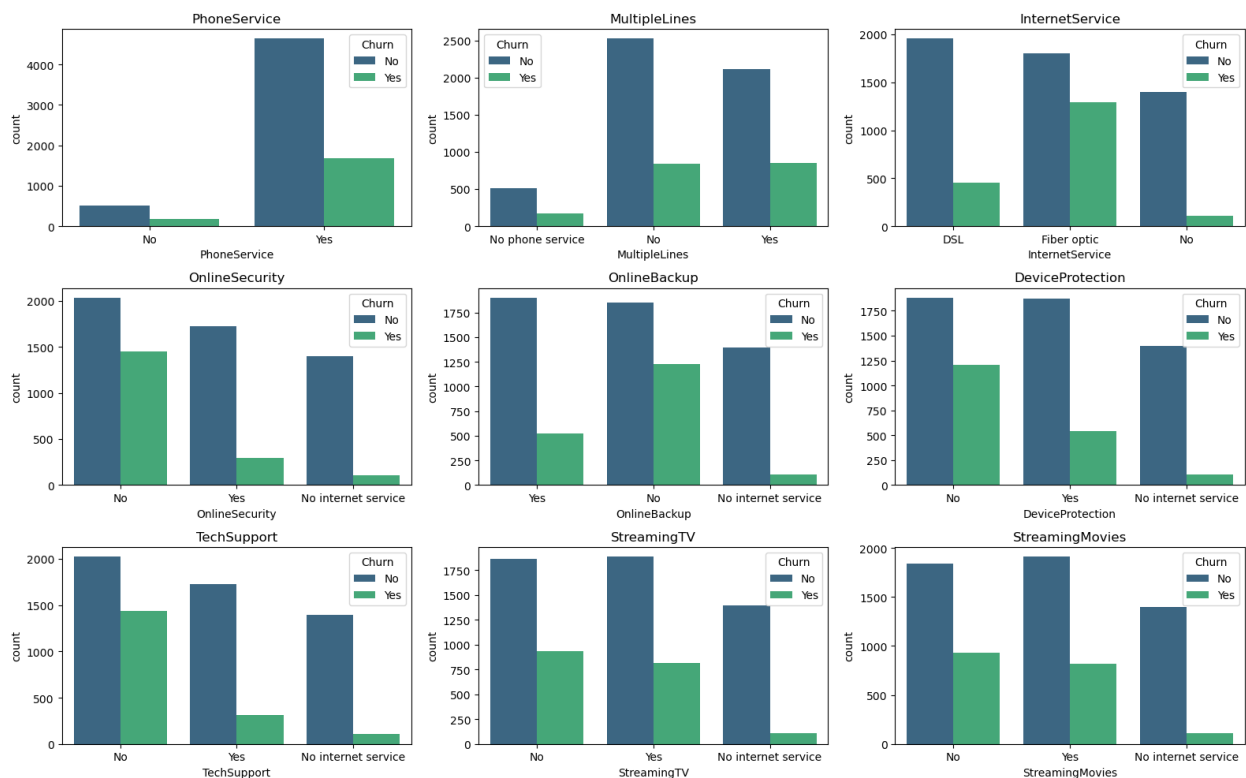 PhoneService
4000
3000
2000
1000
0
count
Churn
No
Yes
No
Yes
PhoneService
MultipleLines
2500
2000
1500
1000
500
0
count
Churn
No
Yes
No phone service
No
Yes
MultipleLines
InternetService
2000
1500
1000
500
0
count
Churn
No
Yes
DSL
Fiber optic
No
InternetService
OnlineSecurity
2000
1500
1000
500
0
count
Churn
No
Yes
No
Yes
No internet service
OnlineSecurity
OnlineBackup
1750
1500
1250
1000
750
500
250
0
count
Churn
No
Yes
Yes
No
No internet service
OnlineBackup
DeviceProtection
1750
1500
1250
1000
750
500
250
0
count
Churn
No
Yes
No
Yes
No internet service
DeviceProtection
TechSupport
2000
1500
1000
500
0
count
Churn
No
Yes
No
Yes
No internet service
TechSupport
StreamingTV
1750
1500
1250
1000
750
500
250
0
count
Churn
No
Yes
No
Yes
No internet service
StreamingTV
StreamingMovies
2000
1500
1000
500
0
count
Churn
No
Yes
No
Yes
No internet service
StreamingMovies